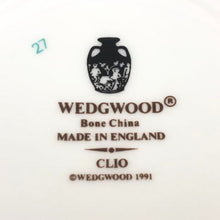 27
WEDGWOOD®
Bone China
MADE IN ENGLAND
CLIO
©WEDGWOOD 1991